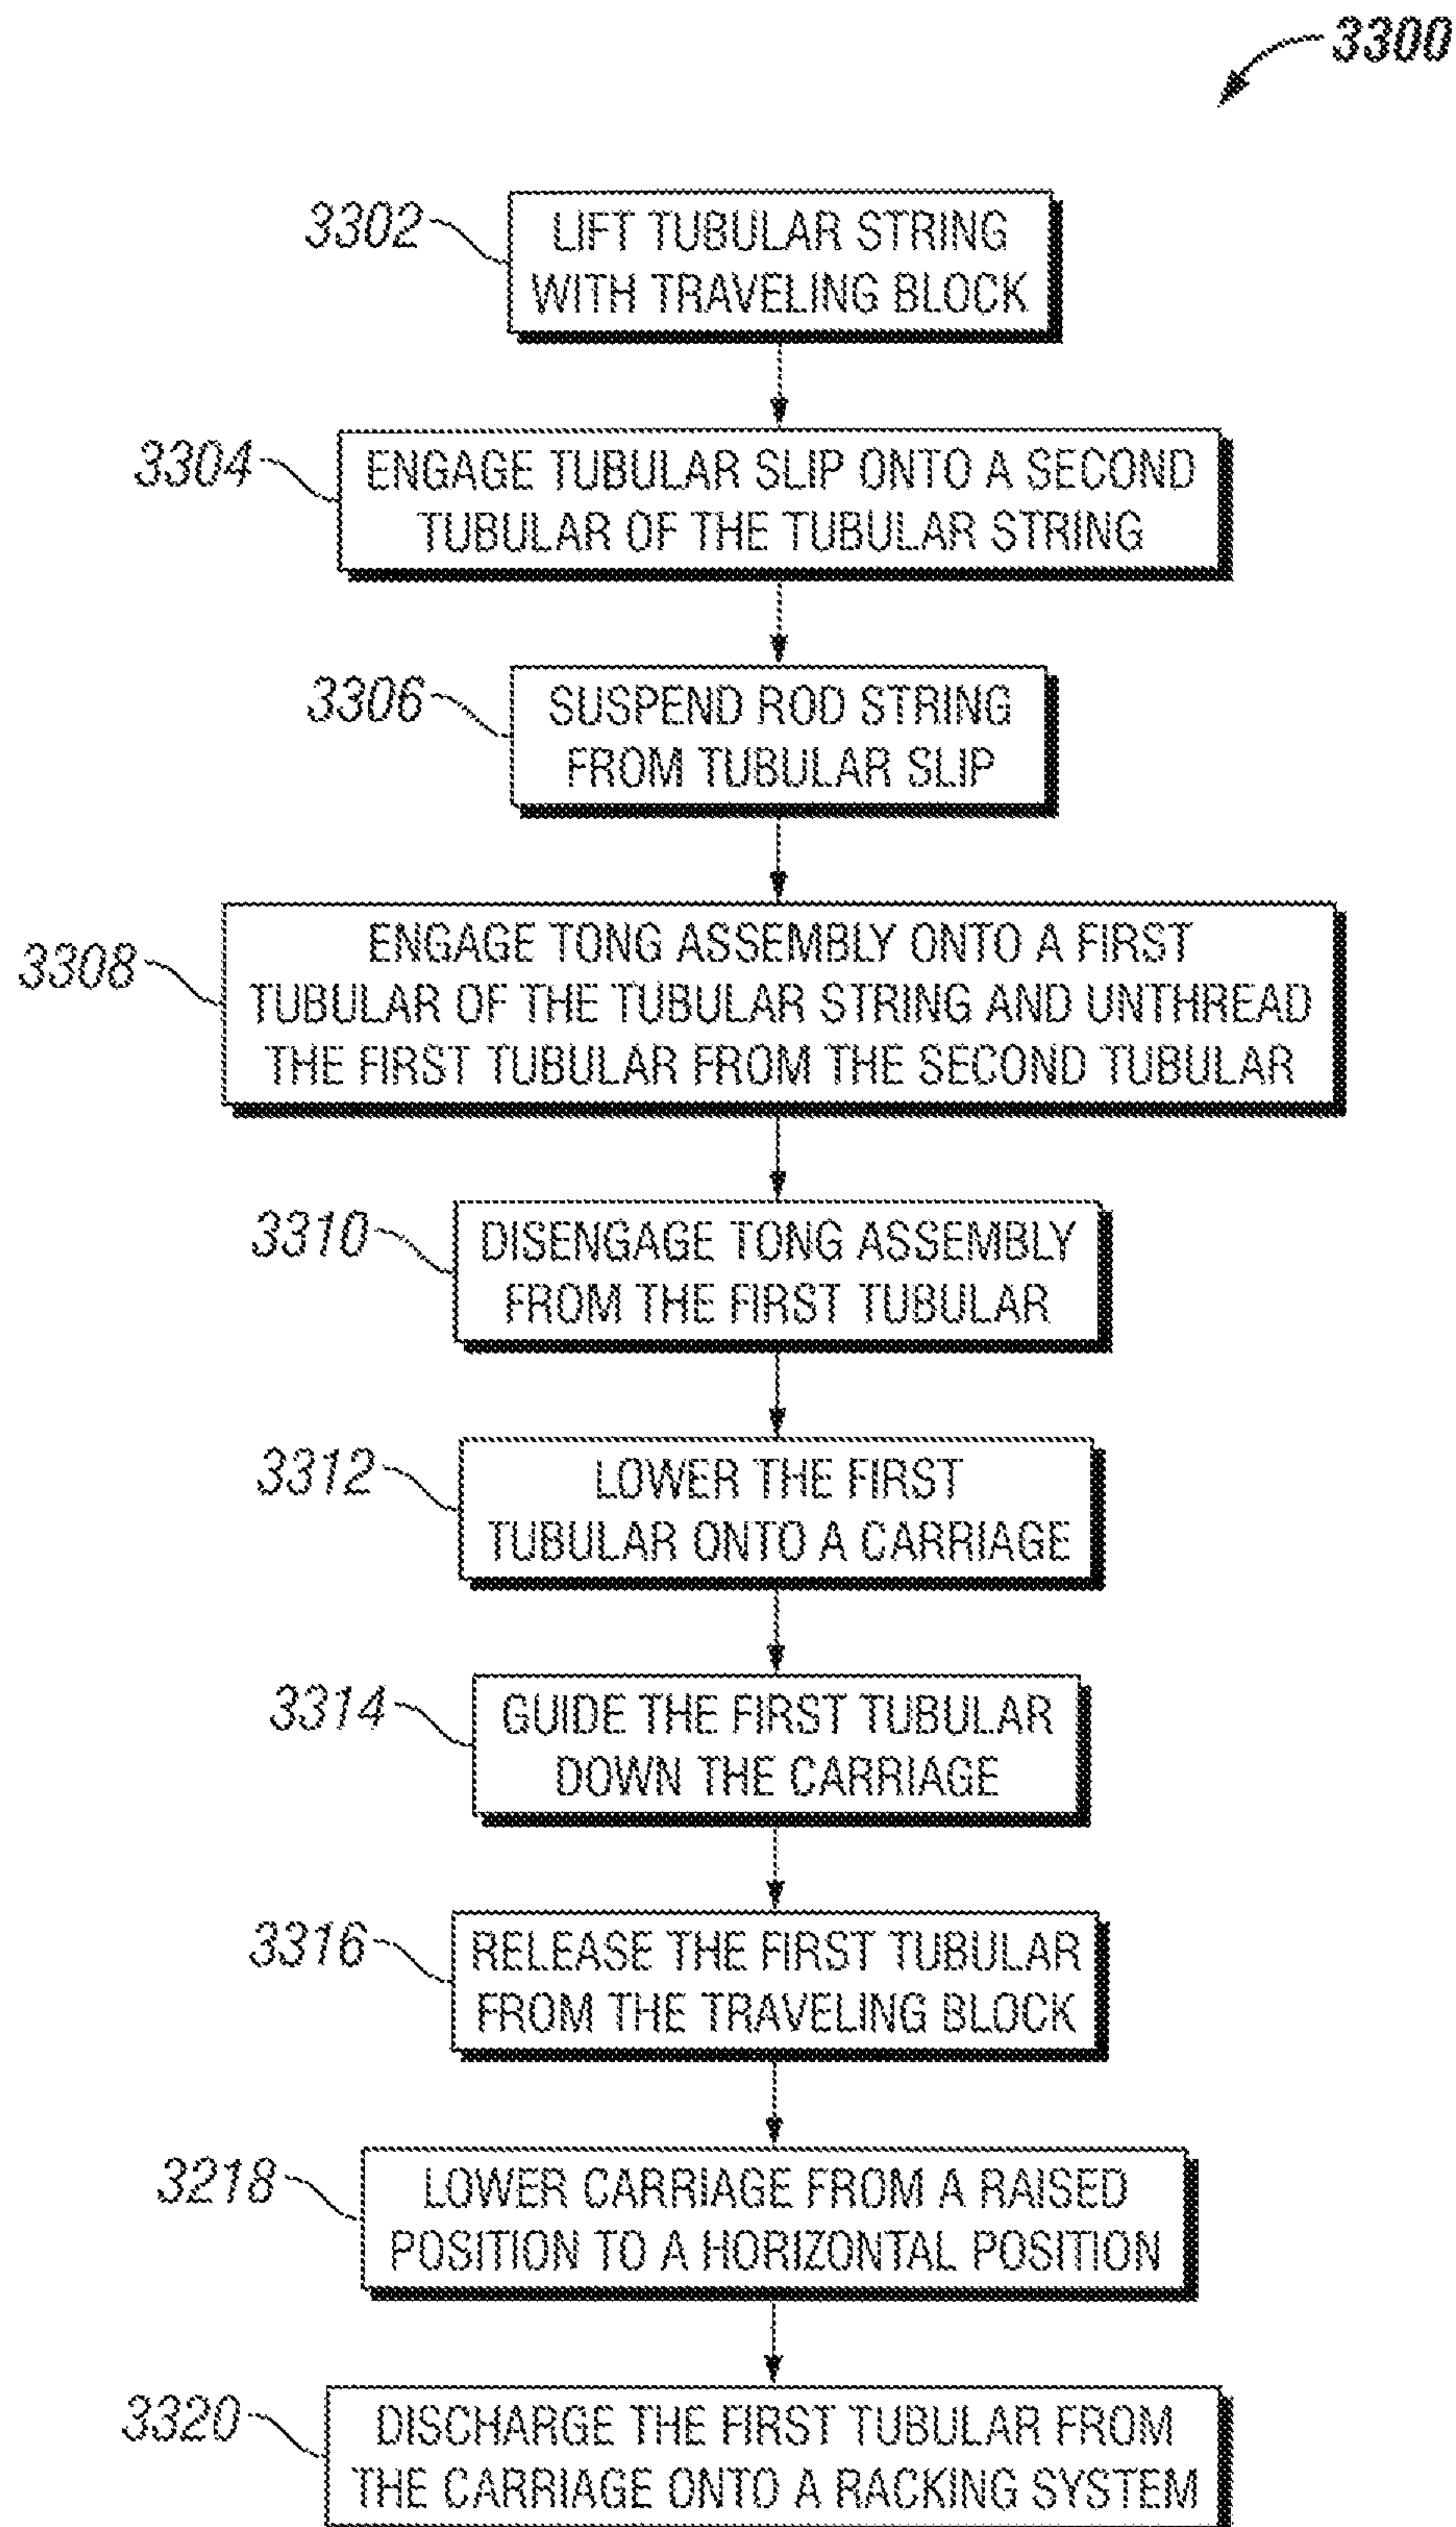 3300
3302
LIFT TUBULAR STRING
WITH TRAVELING BLOCK
3304
ENGAGE TUBULAR SLIP ONTO A SECOND
TUBULAR OF THE TUBULAR STRING
3306
SUSPEND ROD STRING
FROM TUBULAR SLIP
3308
ENGAGE TONG ASSEMBLY ONTO A FIRST
TUBULAR OF THE TUBULAR STRING AND UNTHREAD
THE FIRST TUBULAR FROM THE SECOND TUBULAR
3310
DISENGAGE TONG ASSEMBLY
FROM THE FIRST TUBULAR
3312
LOWER THE FIRST
TUBULAR ONTO A CARRIAGE
3314
GUIDE THE FIRST TUBULAR
DOWN THE CARRIAGE
3316
RELEASE THE FIRST TUBULAR
FROM THE TRAVELING BLOCK
3218
LOWER CARRIAGE FROM A RAISED
POSITION TO A HORIZONTAL POSITION
3320
DISCHARGE THE FIRST TUBULAR FROM
THE CARRIAGE ONTO A RACKING SYSTEM